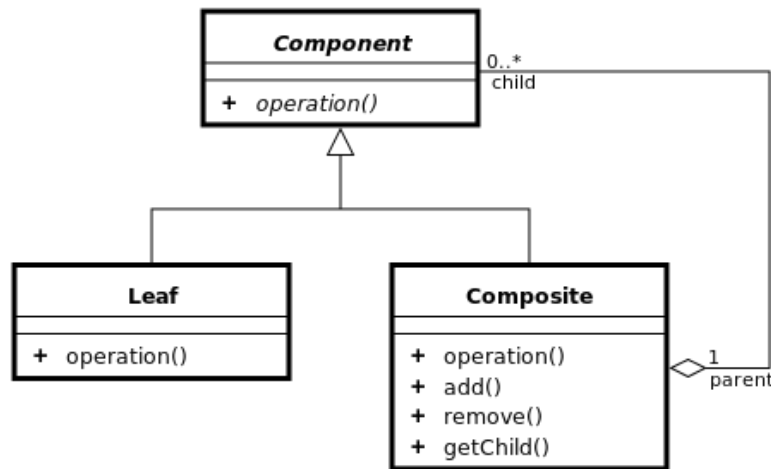 Component
+ operation()
0..*
child
Leaf
+ operation()
Composite
+ operation()
+ add()
+ remove()
+ getChild()
1
parent